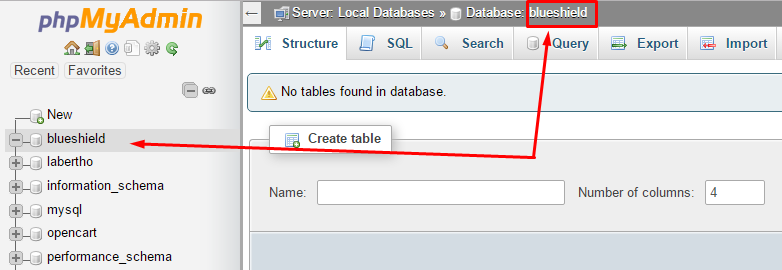 phpMyAdmin
Recent Favorites
New
blueshield
labertho
information_schema
mysql
opencart
performance_schema
Server: Local Databases » Database: blueshield
Structure SQL Search Query Export Import
No tables found in database.
Create table
Name: Number of columns: 4